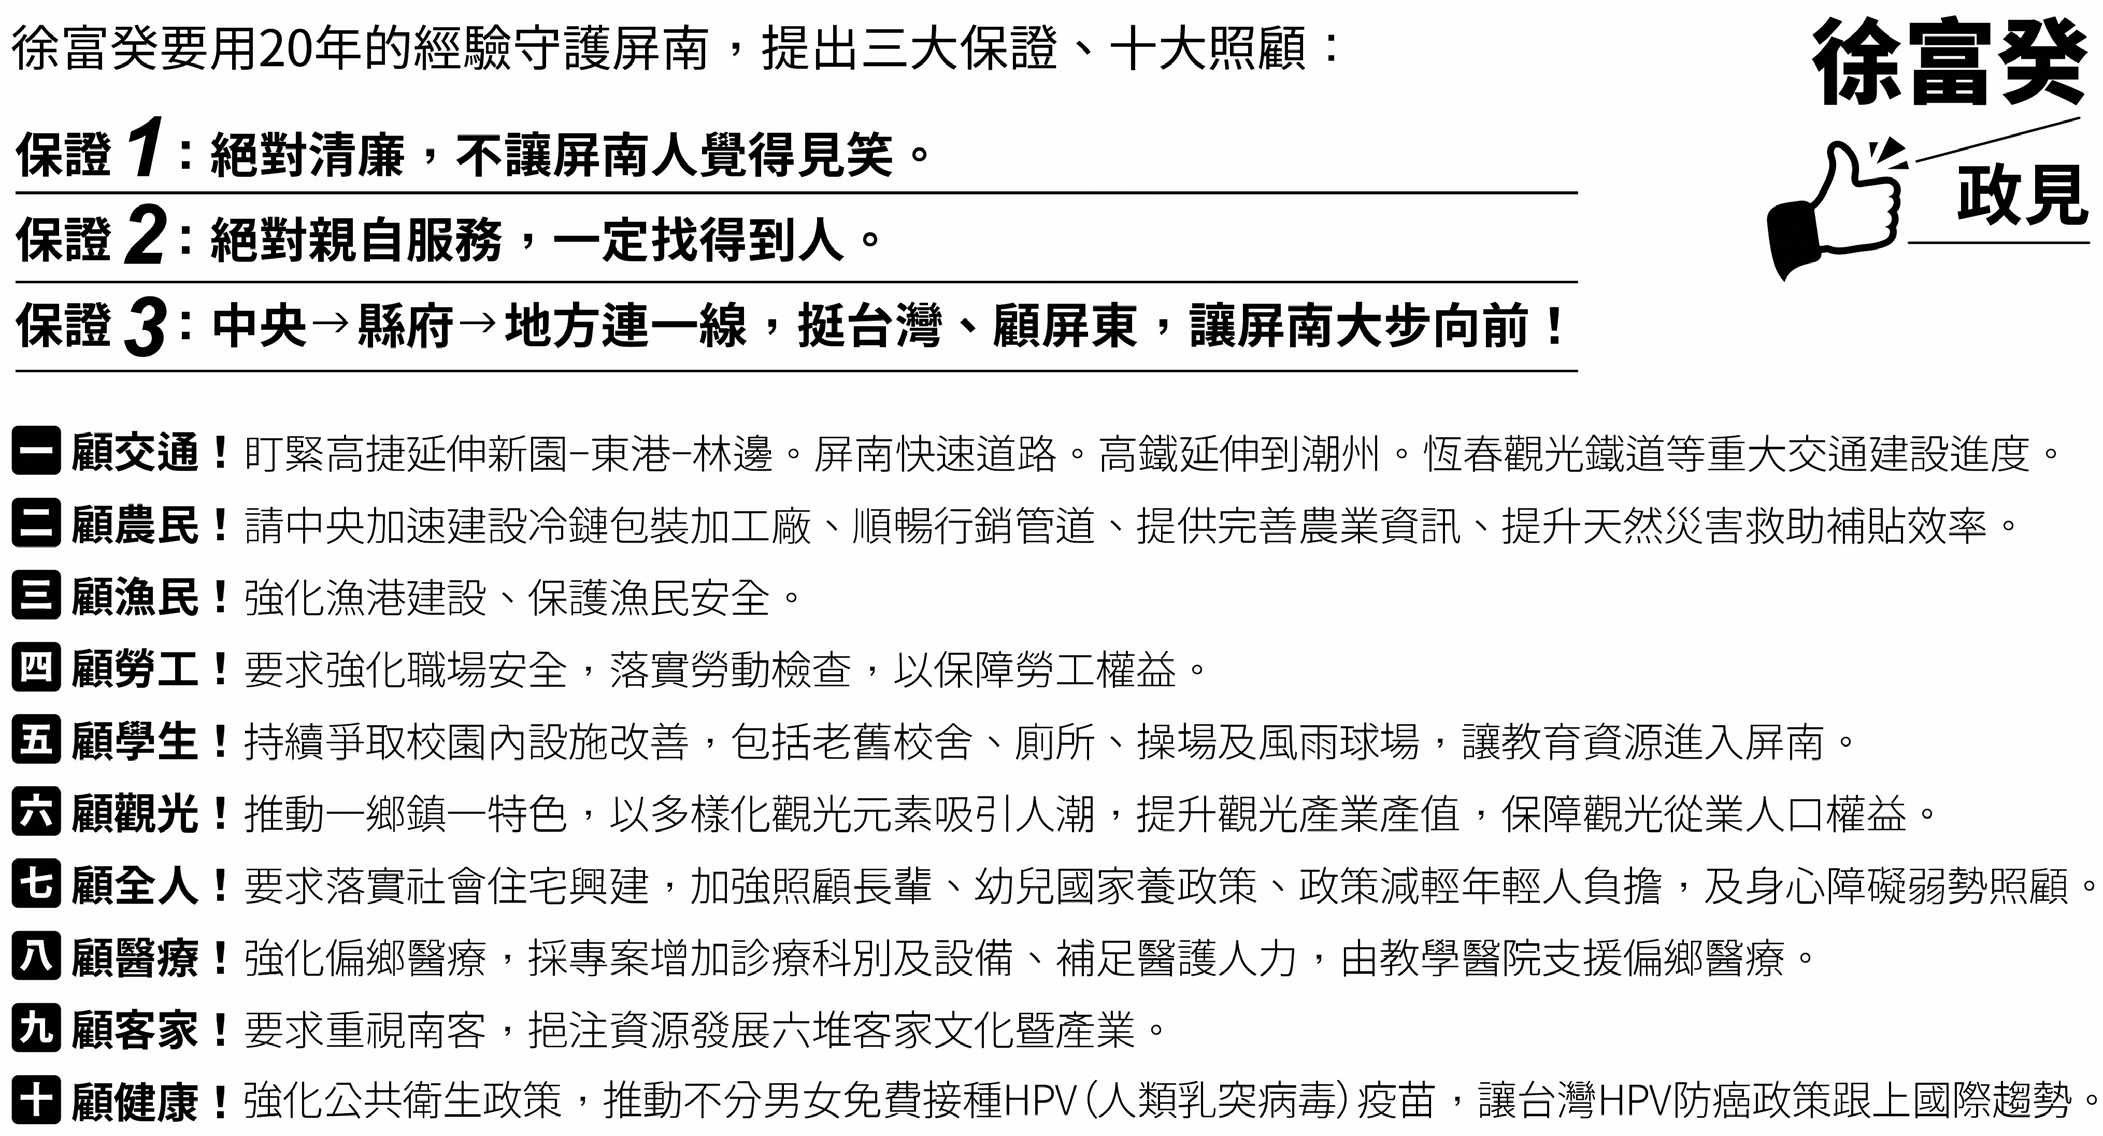 徐富癸要用20年的經驗守護屏南，提出三大保證、十大照顧：
徐富癸
政見
保證1：絕對清廉，不讓屏南人覺得見笑。
保證2：絕對親自服務，一定找得到人。
保證3：中央→縣府→地方連一線，挺台灣、顧屏東，讓屏南大步向前！
一 顧交通！盯緊高捷延伸新園-東港-林邊。屏南快速道路。高鐵延伸到潮州。恆春觀光鐵道等重大交通建設進度。
二 顧農民！請中央加速建設冷鏈包裝加工廠、順暢行銷管道、提供完善農業資訊、提升天然災害救助補貼效率。
三 顧漁民！強化漁港建設、保護漁民安全。
四 顧勞工！要求強化職場安全，落實勞動檢查，以保障勞工權益。
五 顧學生！持續爭取校園內設施改善，包括老舊校舍、廁所、操場及風雨球場，讓教育資源進入屏南。
六 顧觀光！推動一鄉鎮一特色，以多樣化觀光元素吸引人潮，提升觀光產業產值，保障觀光從業人口權益。
七 顧全人！要求落實社會住宅興建，加強照顧長輩、幼兒國家養政策、政策減輕年輕人負擔，及身心障礙弱勢照顧。
八 顧醫療！強化偏鄉醫療，採專案增加診療科別及設備、補足醫護人力，由教學醫院支援偏鄉醫療。
九 顧客家！要求重視南客，挹注資源發展六堆客家文化暨產業。
十 顧健康！強化公共衛生政策，推動不分男女免費接種HPV（人類乳突病毒）疫苗，讓台灣HPV防癌政策跟上國際趨勢。